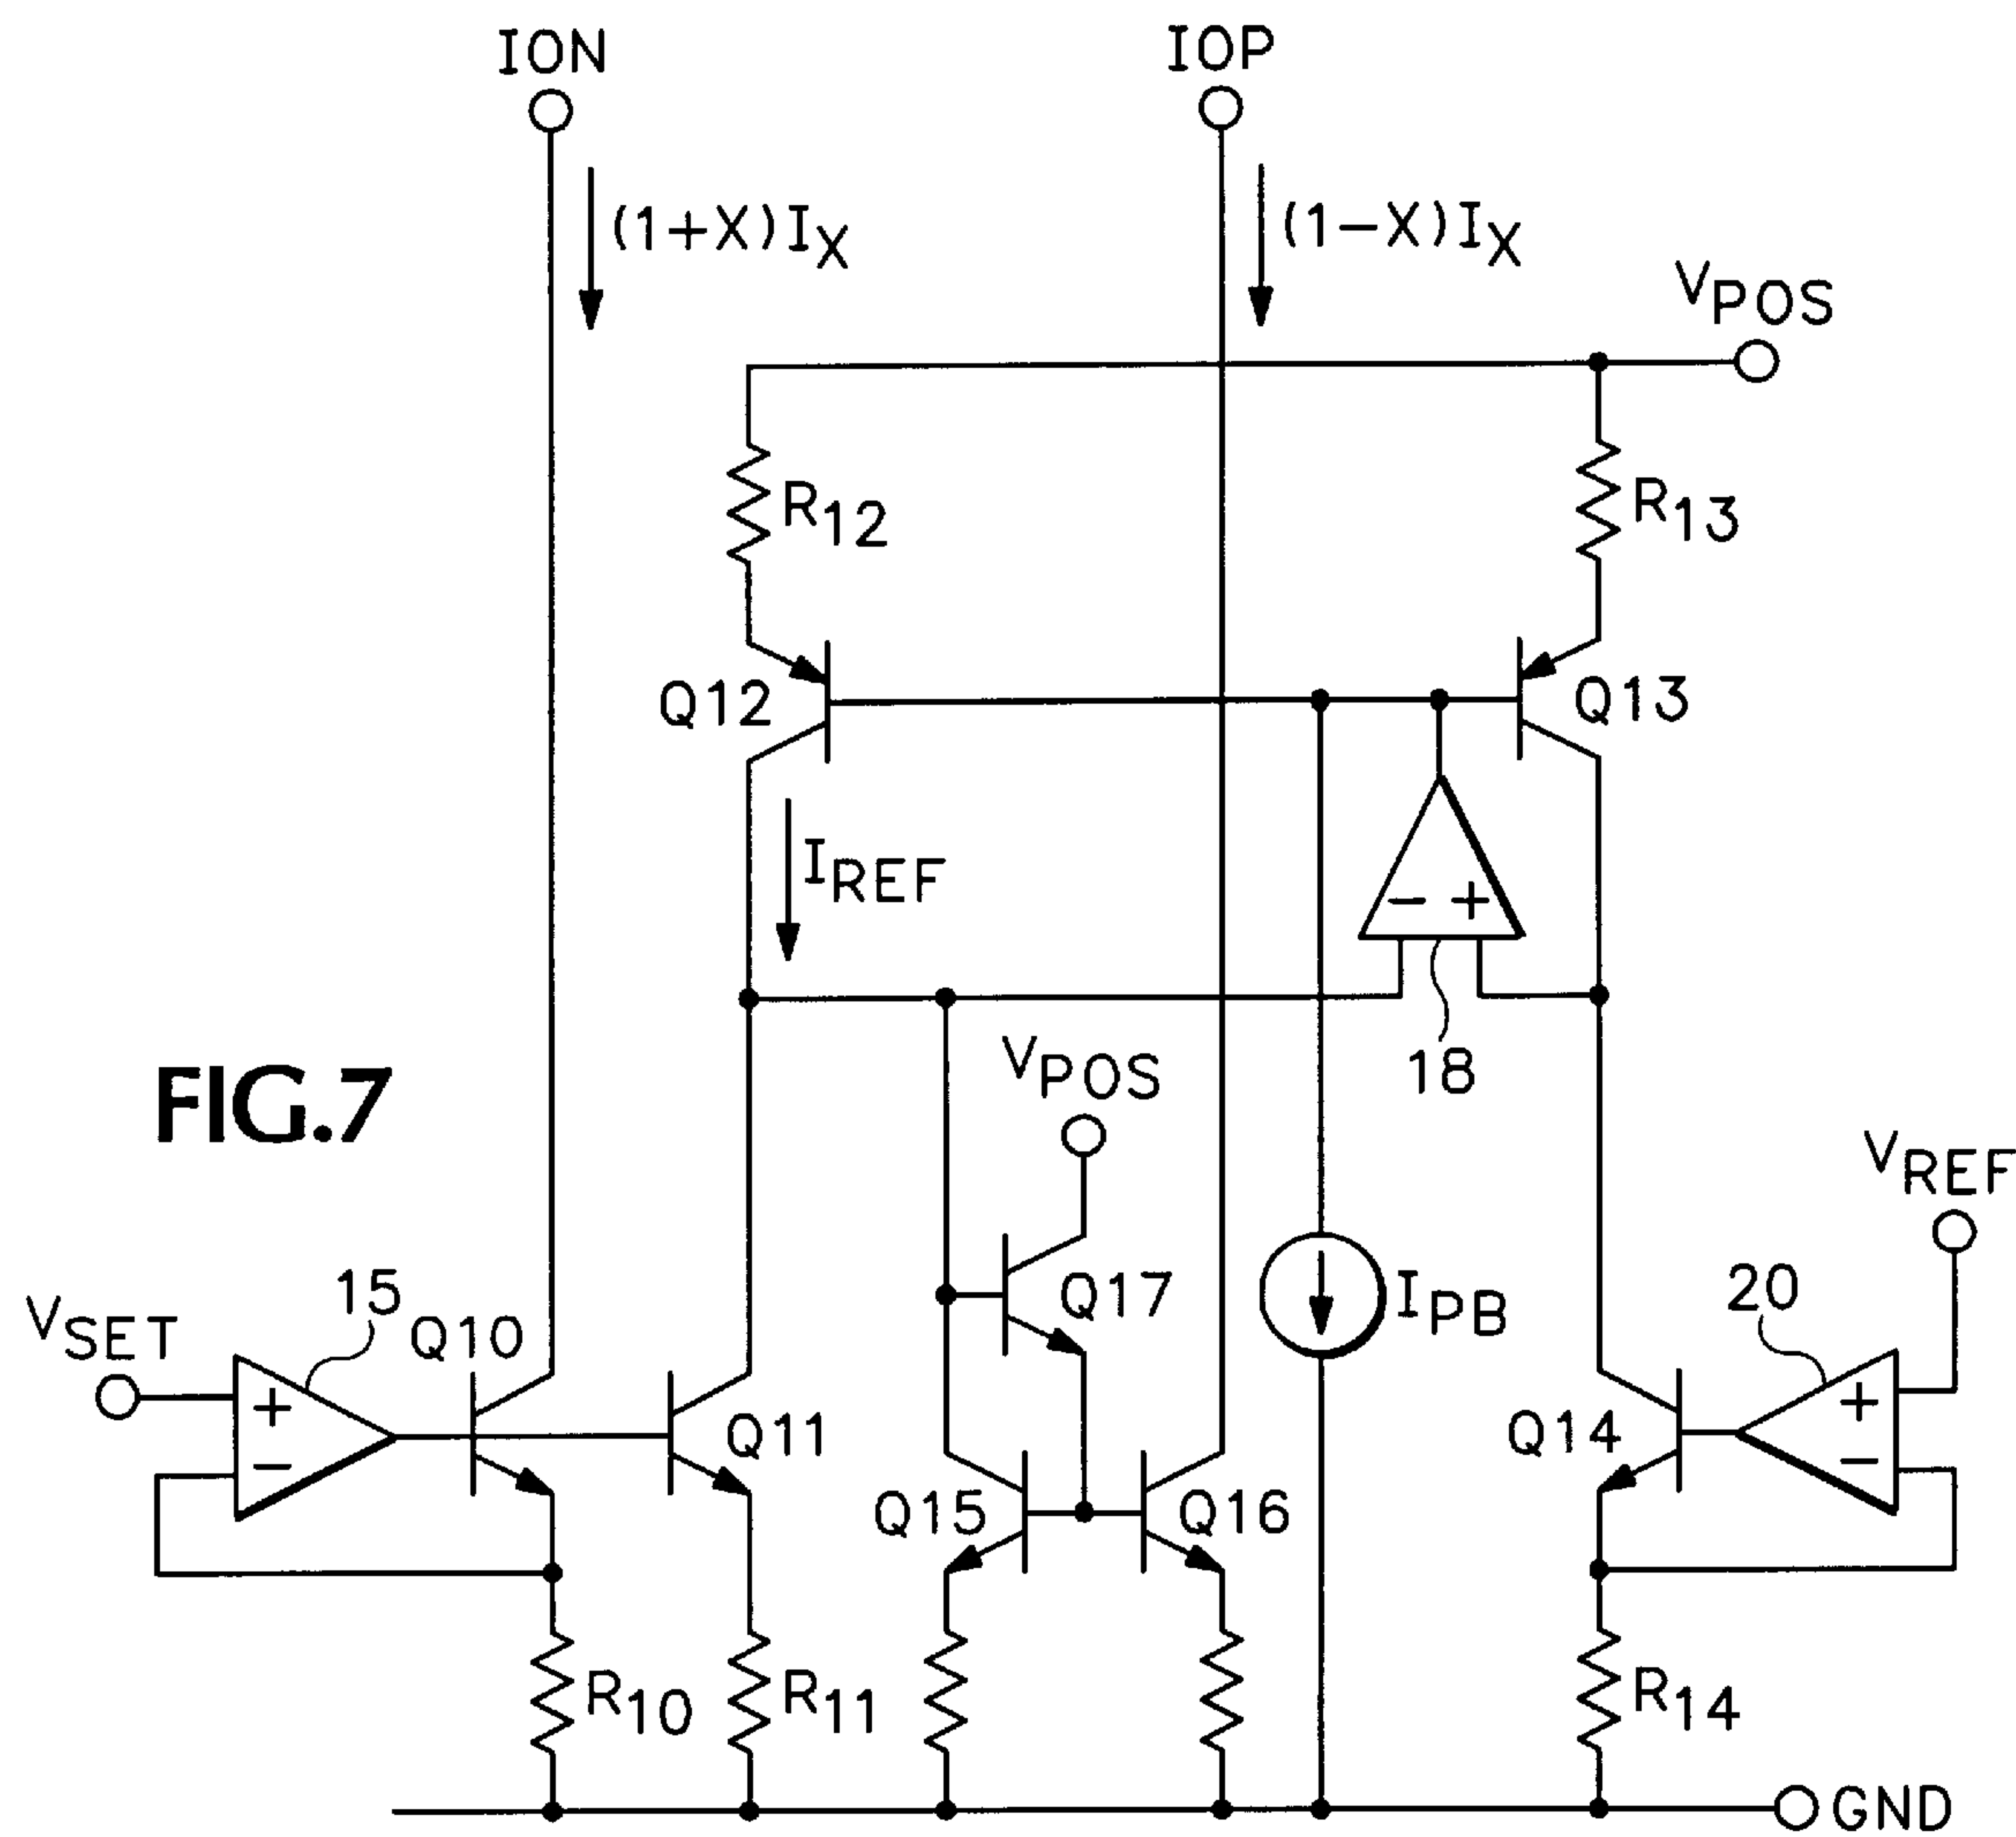 ION
IOP
(1+X)IX
(1−X)IX
VPOS
R12
R13
Q12
Q13
IREF
− +
18
VPOS
FIG.7
VREF
VSET
15
Q10
Q17
IPB
20
+
−
Q11
Q14
+
−
Q15
Q16
R10
R11
R14
GND